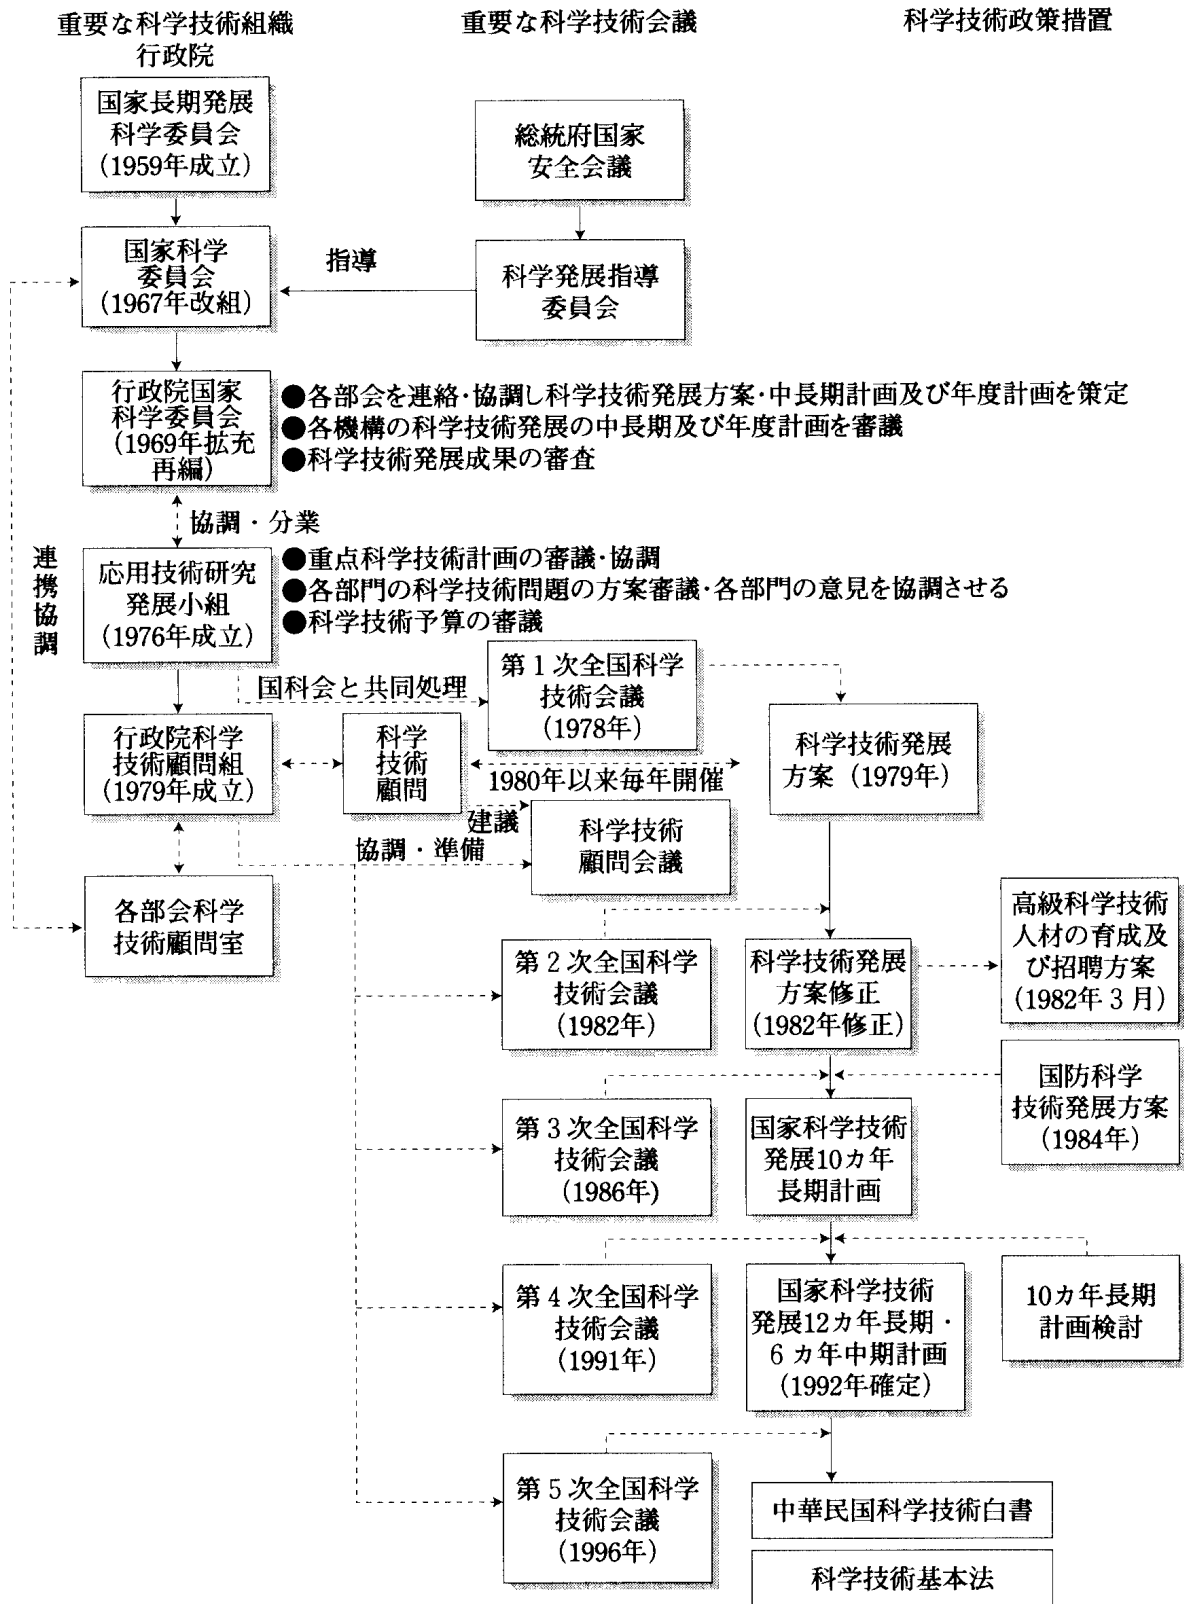 重要な科学技術組織
行政院
重要な科学技術会議
科学技術政策措置
国家長期発展
科学委員会
(1959年成立)
総統府国家
安全会議
国家科学
委員会
(1967年改組)
指導
科学発展指導
委員会
行政院国家
科学委員会
(1969年拡充
再編)
●各部会を連絡・協調し科学技術発展方案・中長期計画及び年度計画を策定
●各機構の科学技術発展の中長期及び年度計画を審議
●科学技術発展成果の審査
協調・分業
連携協調
応用技術研究
発展小組
(1976年成立)
●重点科学技術計画の審議・協調
●各部門の科学技術問題の方案審議・各部門の意見を協調させる
●科学技術予算の審議
国科会と共同処理
第1次全国科学
技術会議
(1978年)
行政院科学
技術顧問組
(1979年成立)
科学
技術
顧問
1980年以来毎年開催
科学技術発展
方案(1979年)
建議
協調・準備
科学技術
顧問会議
各部会科学
技術顧問室
第2次全国科学
技術会議
(1982年)
科学技術発展
方案修正
(1982年修正)
高級科学技術
人材の育成及
び招聘方案
(1982年3月)
第3次全国科学
技術会議
(1986年)
国家科学技術
発展10カ年
長期計画
国防科学
技術発展方案
(1984年)
第4次全国科学
技術会議
(1991年)
国家科学技術
発展12カ年長期・
6カ年中期計画
(1992年確定)
10カ年長期
計画検討
第5次全国科学
技術会議
(1996年)
中華民国科学技術白書
科学技術基本法